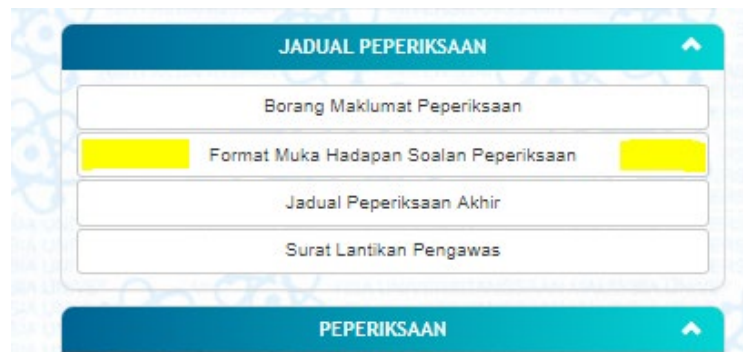 JADUAL PEPERIKSAAN
Borang Maklumat Peperiksaan
Format Muka Hadapan Soalan Peperiksaan
Jadual Peperiksaan Akhir
Surat Lantikan Pengawas
PEPERIKSAAN